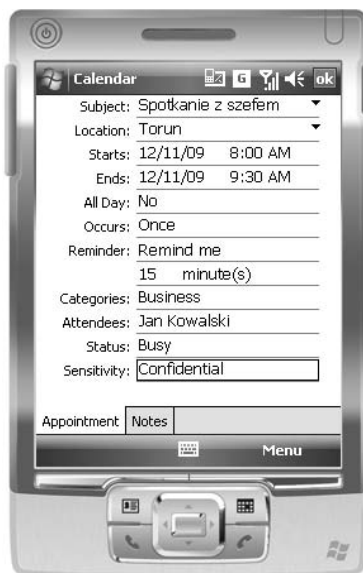 Calendar G ok
Subject: Spotkanie z szefem
Location: Torun
Starts: 12/11/09 8:00 AM
Ends: 12/11/09 9:30 AM
All Day: No
Occurs: Once
Reminder: Remind me
15 minute(s)
Categories: Business
Attendees: Jan Kowalski
Status: Busy
Sensitivity: Confidential
Appointment Notes
Menu